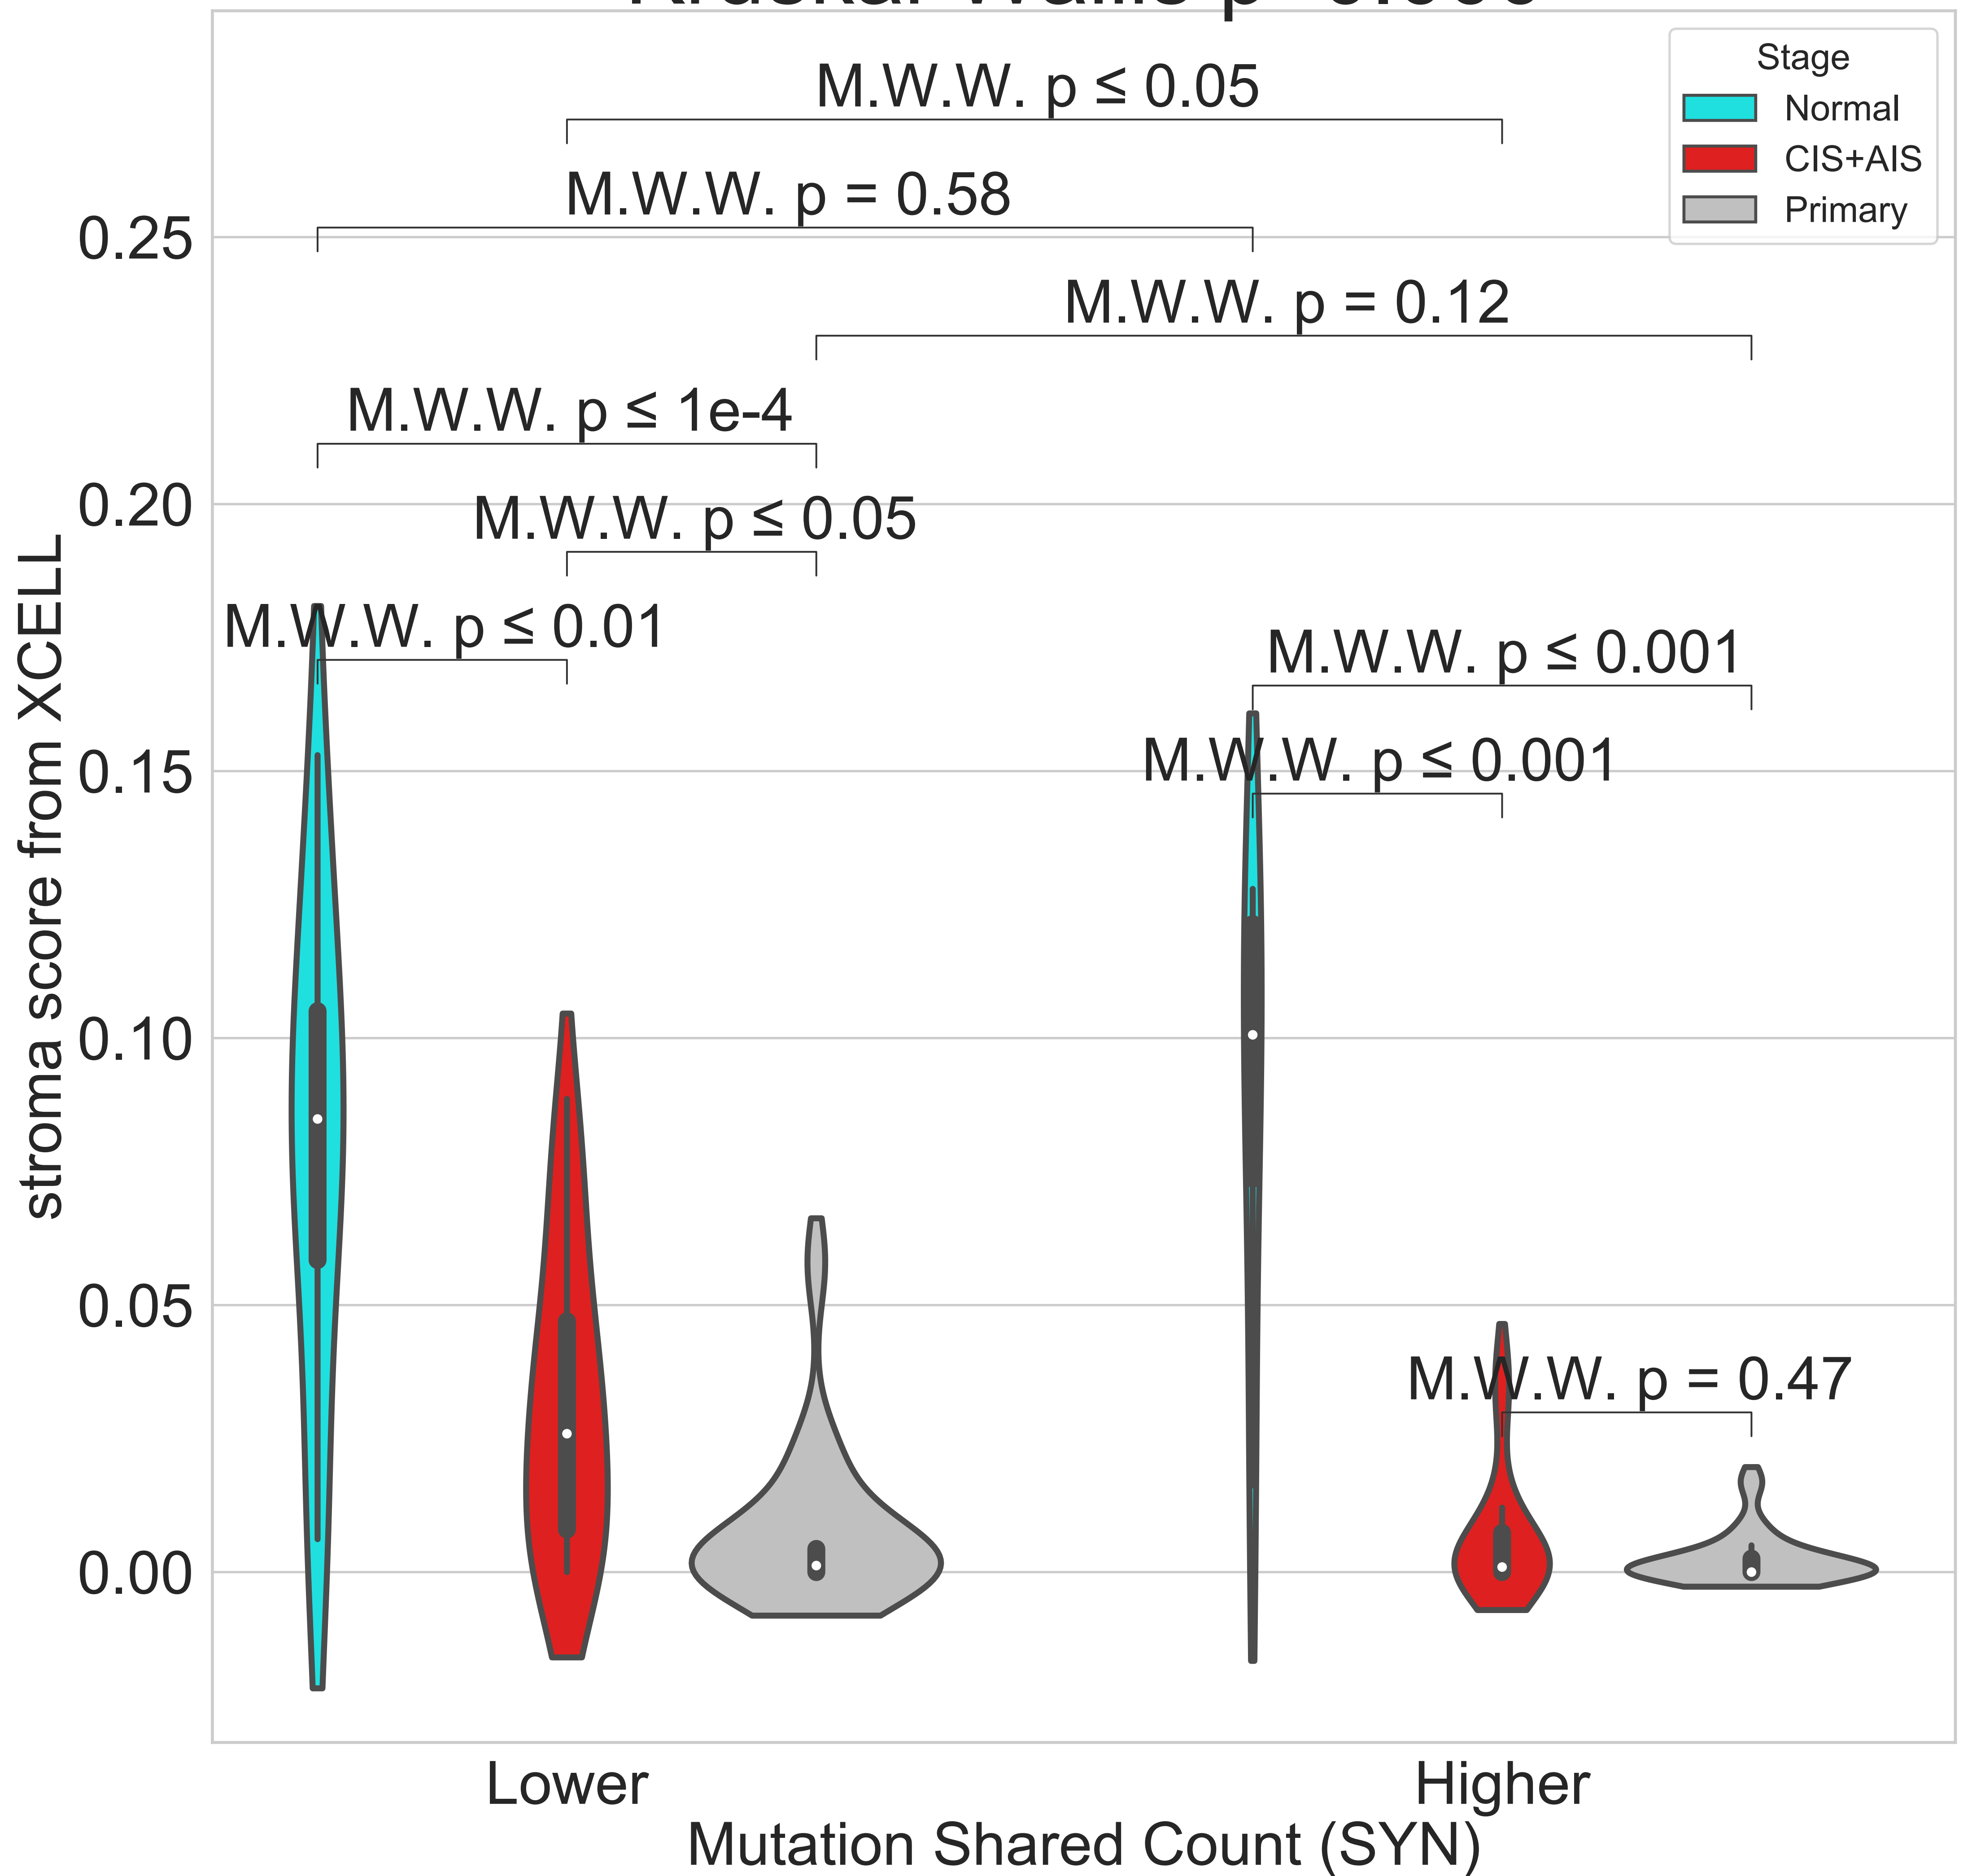 Stage
Normal
CIS+AIS
Primary
M.W.W. p ≤ 0.05
M.W.W. p = 0.58
M.W.W. p = 0.12
M.W.W. p ≤ 1e-4
M.W.W. p ≤ 0.05
M.W.W. p ≤ 0.01
M.W.W. p ≤ 0.001
M.W.W. p ≤ 0.001
M.W.W. p = 0.47
stroma score from XCELL
0.25
0.20
0.15
0.10
0.05
0.00
Lower
Higher
Mutation Shared Count (SYN)